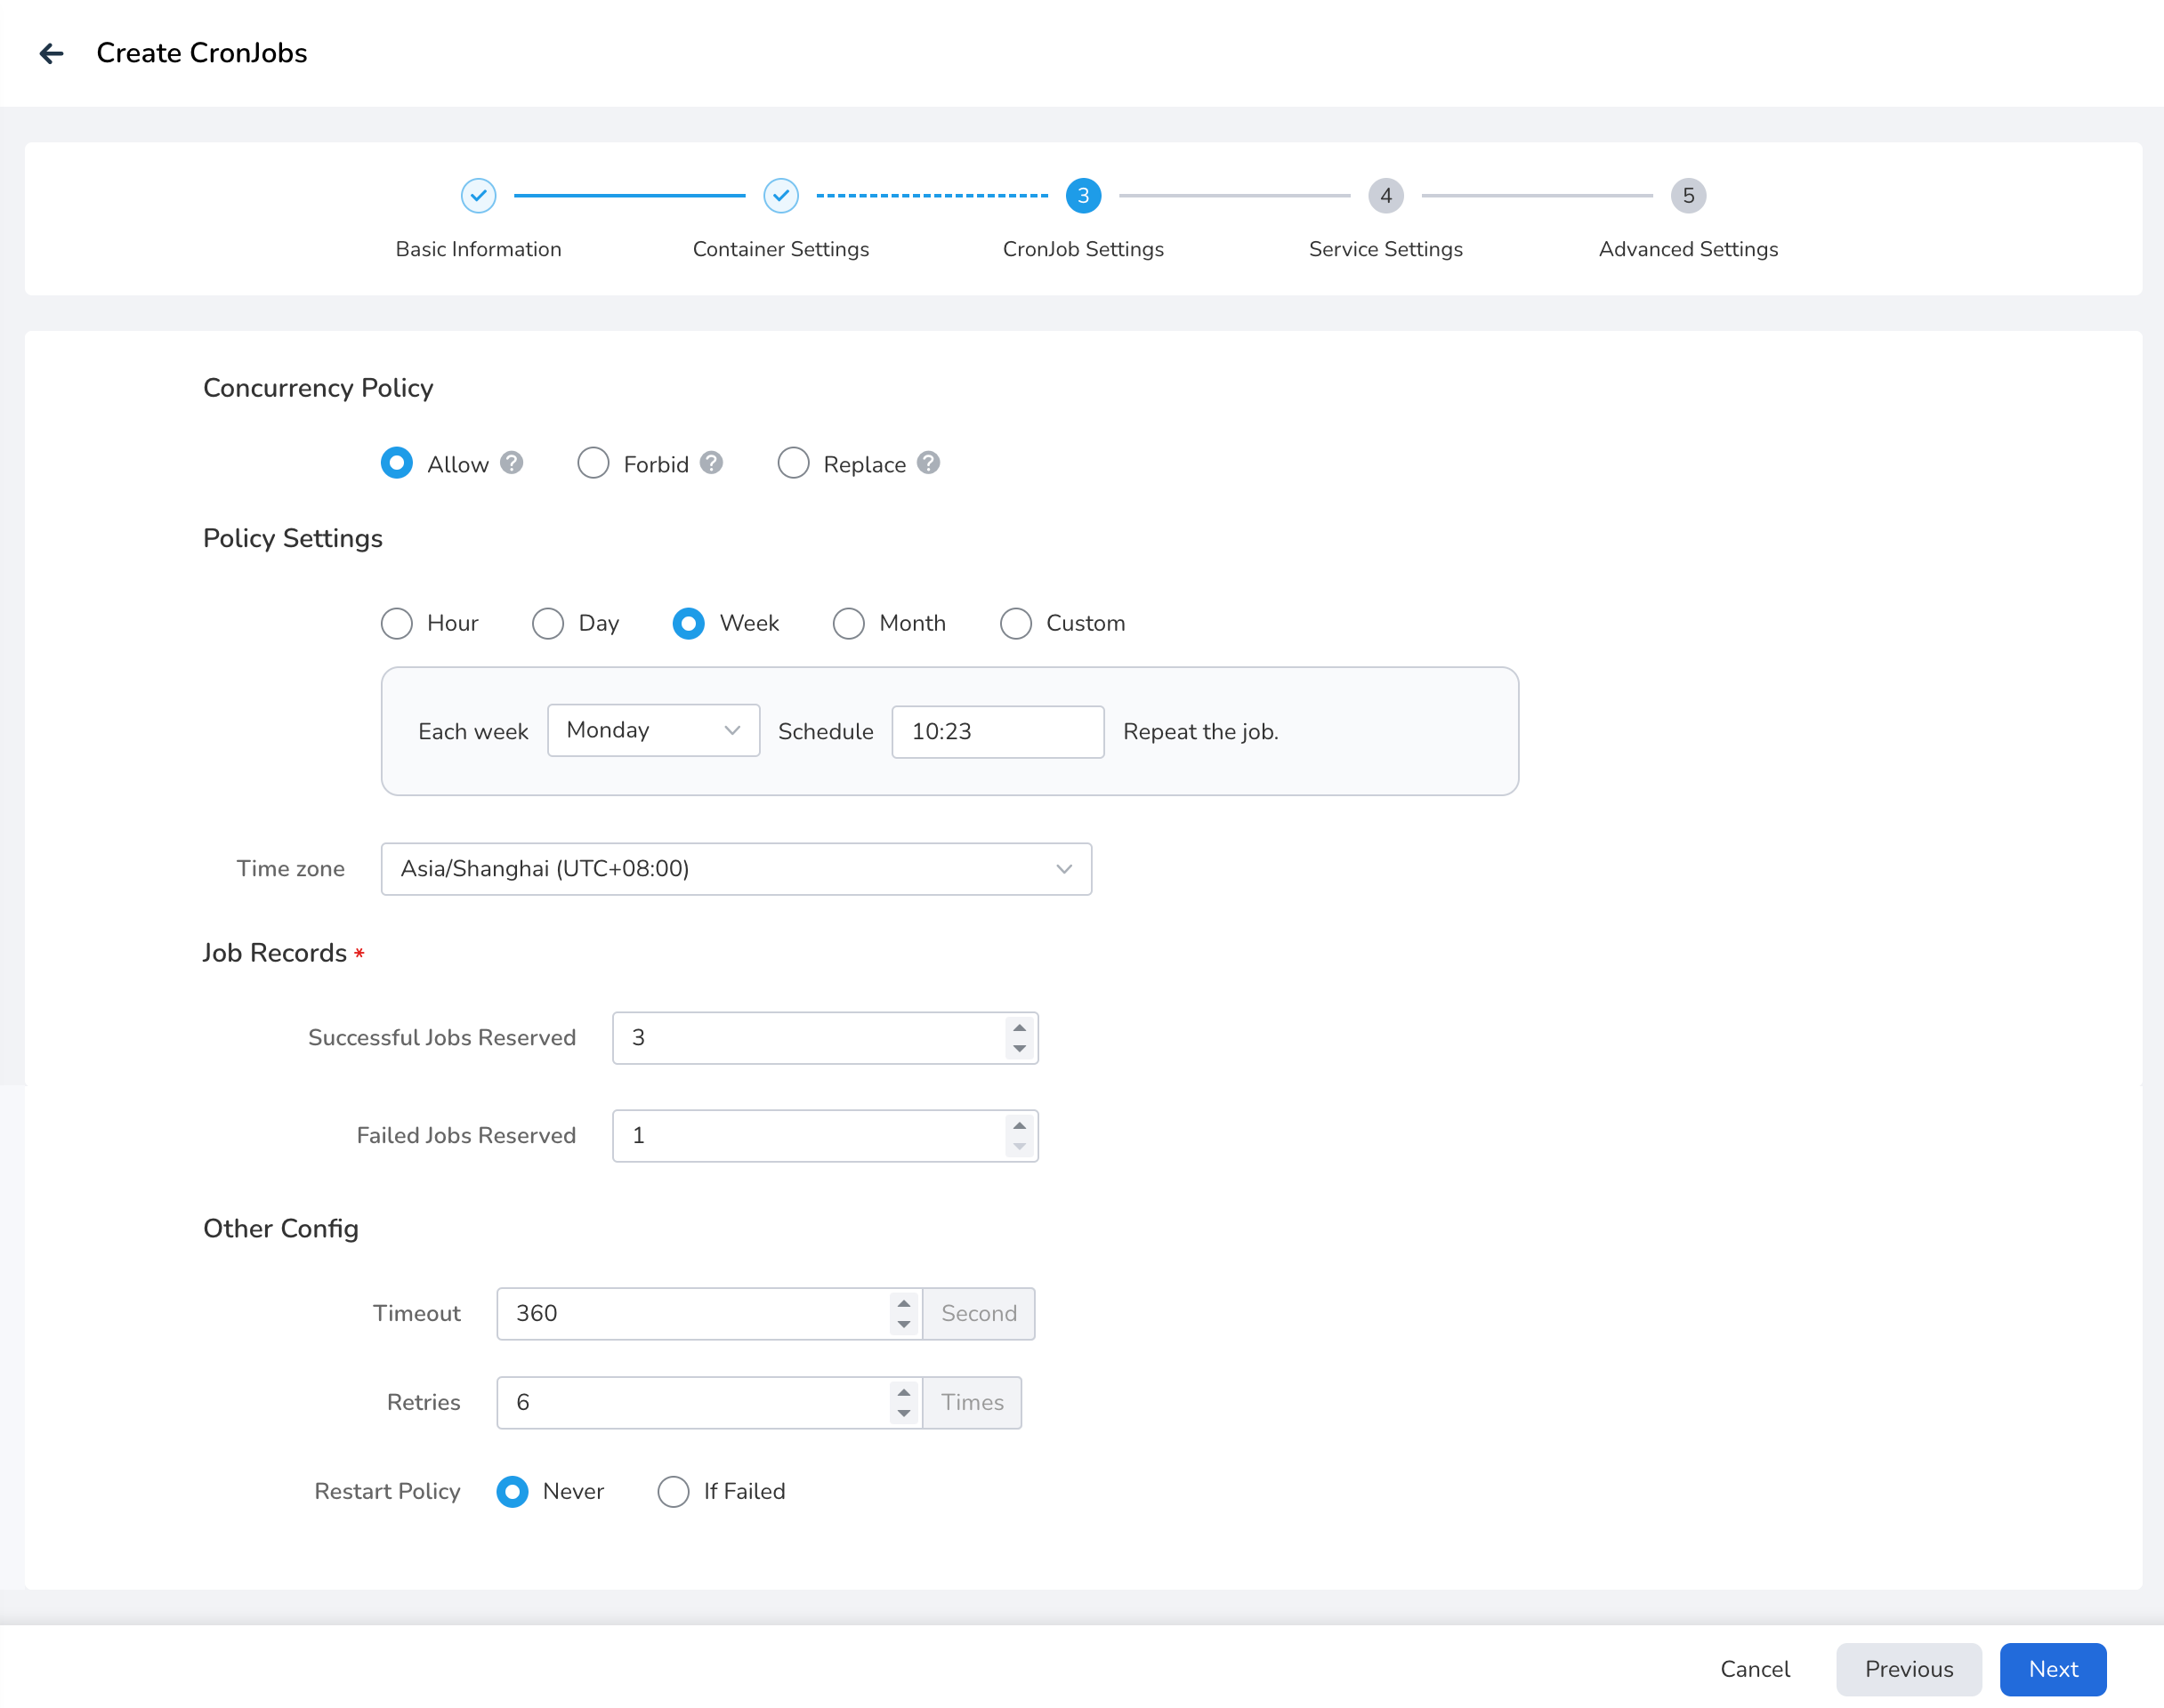 Create CronJobs
3 4 5
Basic Information Container Settings CronJob Settings Service Settings Advanced Settings
Concurrency Policy
Allow ? Forbid ? Replace ?
Policy Settings
Hour Day Week Month Custom
Each week Monday Schedule 10:23 Repeat the job.
Time zone Asia/Shanghai (UTC+08:00)
Job Records *
Successful Jobs Reserved 3
Failed Jobs Reserved 1
Other Config
Timeout 360 Second
Retries 6 Times
Restart Policy Never If Failed
Cancel Previous Next